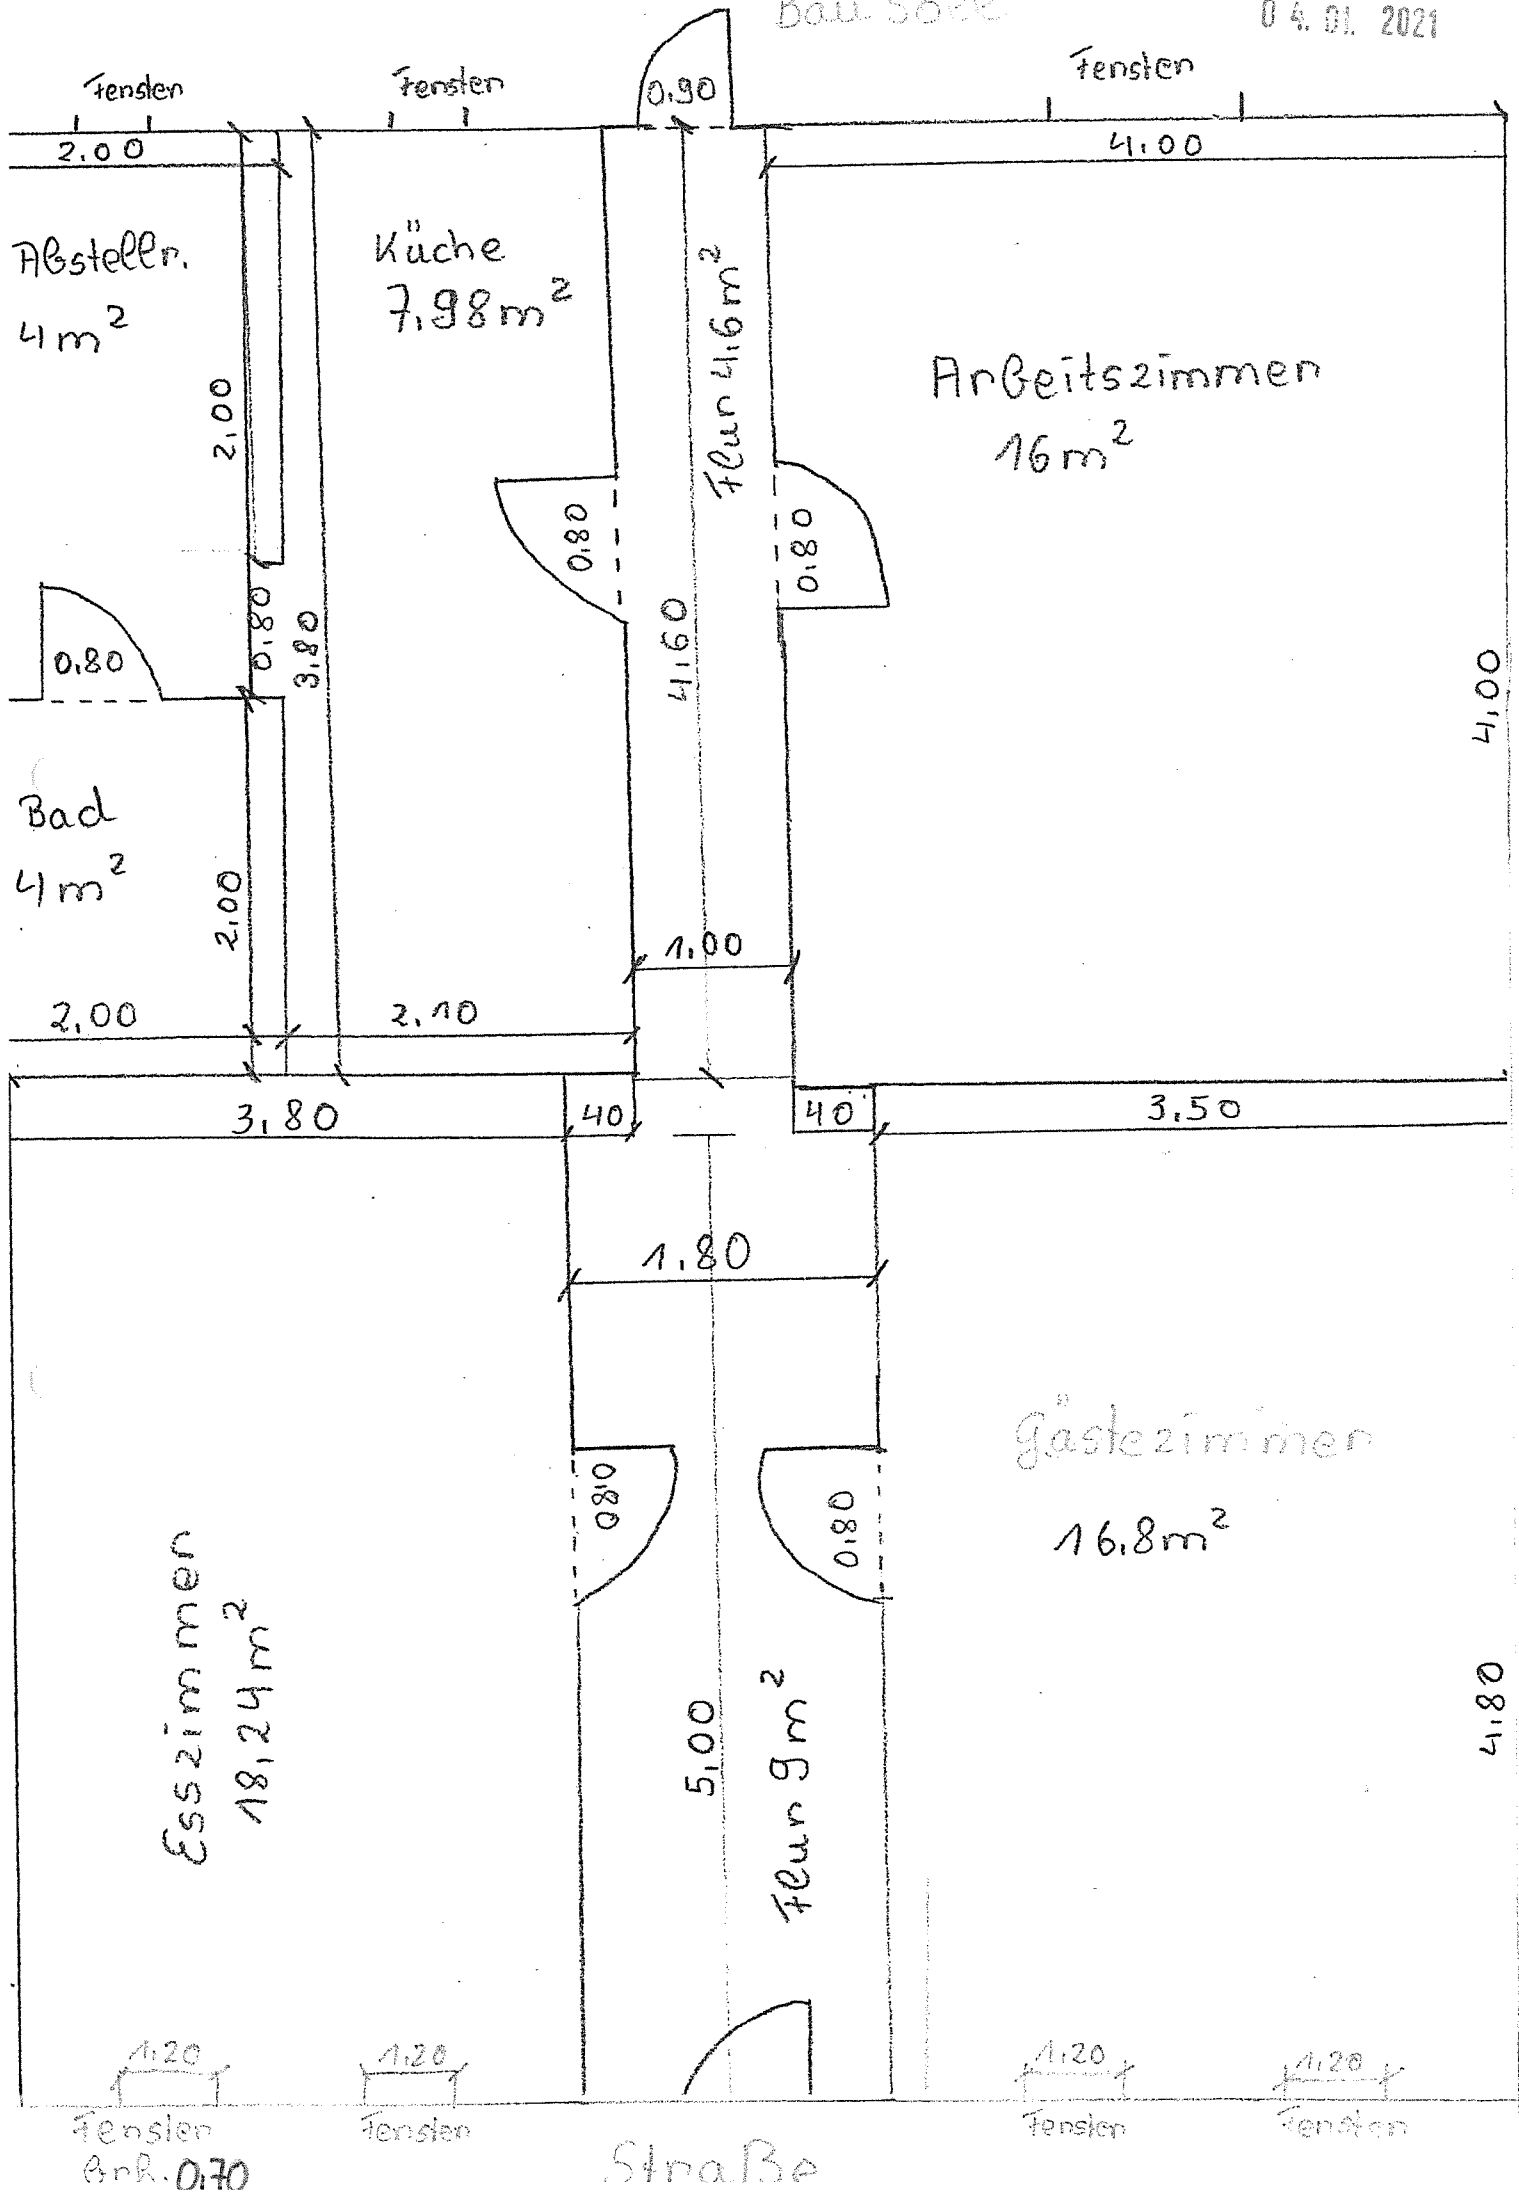 04.01.2021
Fenster
Fenster
0.90
Fenster
2.00
4.00
Abstellr.
4m²
Küche
7,98m²
Flur 4,6m²
Arbeitszimmer
16m²
2,00
0,80
0,80
0,80
0,80
3,80
4,60
4,00
Bad
4m²
2,00
1,00
2,00
2,10
3,80
40
40
3,50
1,80
Gästezimmer
16,8m²
0,80
0,80
Esszimmer
18,24m²
5,00
Flur 9m²
4,80
1,20
1,20
1,20
1,20
Fenster
Fenster
Fenster
Fenster
Brh. 0,70
Straße